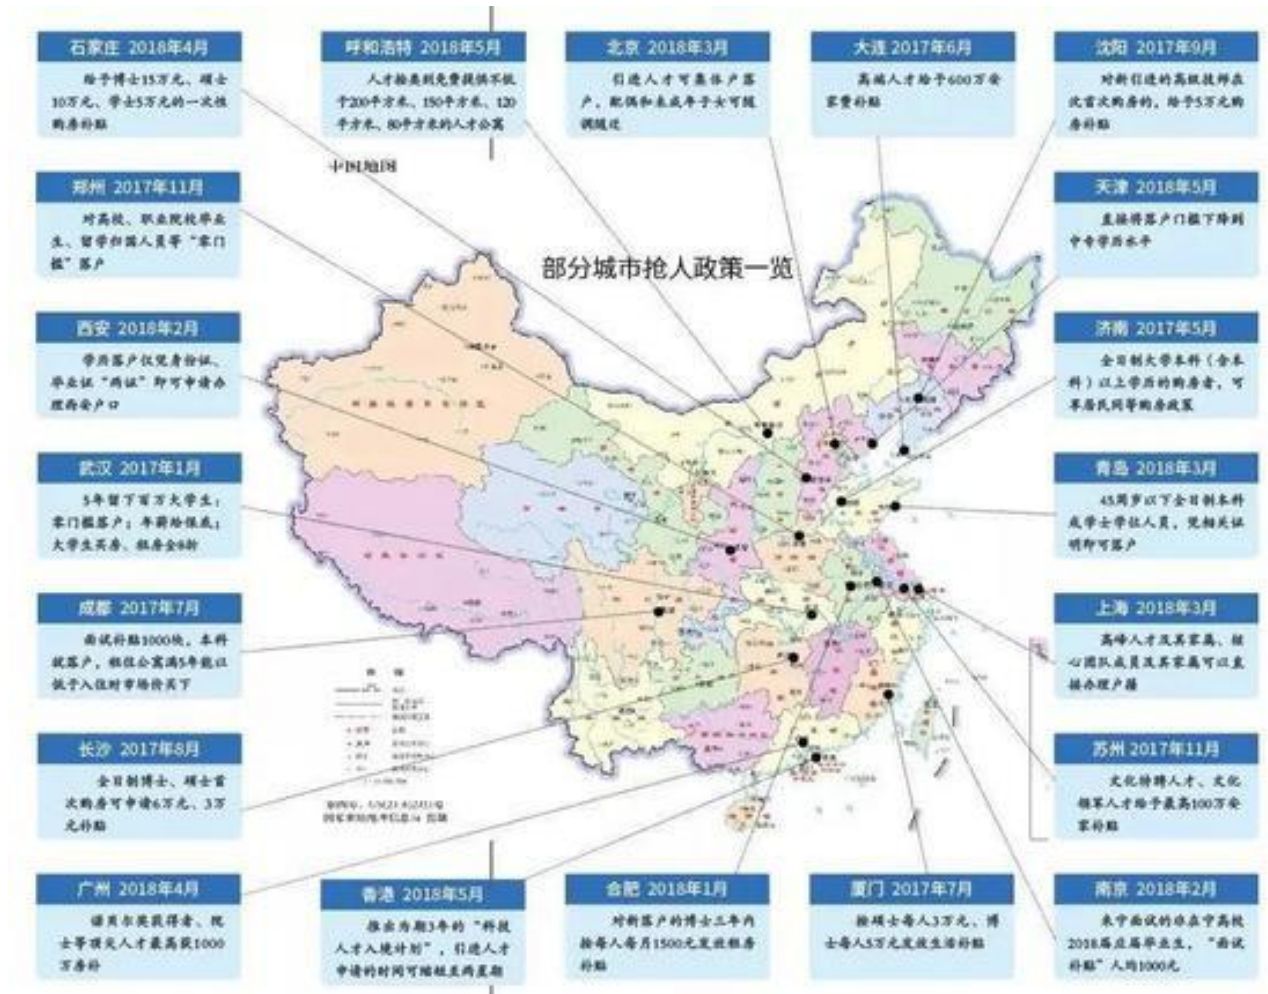 石家庄 2018年4月
给予博士15万元、硕士
10万元、学士5万元的一次性
购房补贴
呼和浩特 2018年5月
人才按类别免费提供不低
于200平方米、150平方米、120
平方米、80平方米的人才公寓
北京 2018年3月
引进人才可集体户落
户，配偶和未成年子女可随
调随迁
大连 2017年6月
高端人才给予600万安
家费补贴
沈阳 2017年9月
对新引进的高级技师在
沈首次购房的，给予5万元购
房补贴
中国地图
部分城市抢人政策一览
郑州 2017年11月
对高校、职业院校毕业
生、留学归国人员等“零门
槛”落户
天津 2018年5月
直接将落户门槛下降到
中专学历水平
西安 2018年2月
学历落户仅凭身份证、
毕业证“两证”即可申请办
理西安户口
济南 2017年5月
全日制大学本科（含本
科）以上学历的购房者，可
享居民同等购房政策
武汉 2017年1月
5年留下百万大学生；
零门槛落户；年薪给保底；
大学生买房、租房全8折
青岛 2018年3月
45周岁以下全日制本科
或学士学位人员，凭相关证
明即可落户
成都 2017年7月
面试补贴1000块，本科
就落户，租住公寓满5年能以
低于入住时市场价买下
上海 2018年3月
高峰人才及其家属、核
心团队成员及其家属可以直
接办理户籍
长沙 2017年8月
全日制博士、硕士首
次购房可申请6万元、3万
元补贴
苏州 2017年11月
文化特聘人才、文化
领军人才给予最高100万安
家补贴
广州 2018年4月
诺贝尔奖获得者、院
士等顶尖人才最高获1000
万房补
香港 2018年5月
推出为期3年的“科技
人才入境计划”，引进人才
申请的时间可缩短至两星期
合肥 2018年1月
对新落户的博士三年内
按每人每月1500元发放租房
补贴
厦门 2017年7月
按硕士每人3万元、博
士每人5万元发放生活补贴
南京 2018年2月
来宁面试的非在宁高校
2018届应届毕业生，“面试
补贴”人均1000元